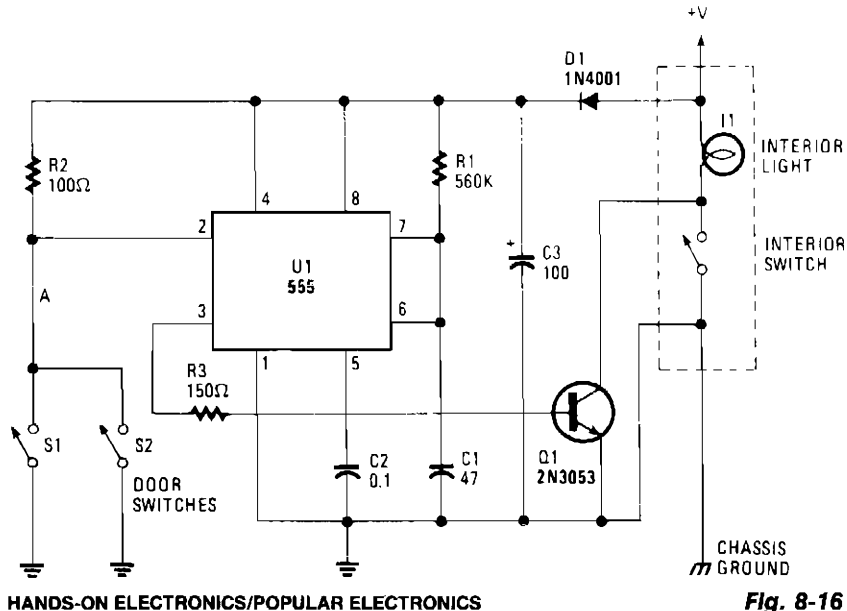 +V
D1
1N4001
I1
INTERIOR
LIGHT
R2
100Ω
4
8
R1
560K
2
7
U1
555
C3
100
+
INTERIOR
SWITCH
A
3
6
1
5
R3
150Ω
S1
S2
DOOR
SWITCHES
C2
0.1
C1
47
Q1
2N3053
CHASSIS
GROUND
HANDS-ON ELECTRONICS/POPULAR ELECTRONICS
Fig. 8-16